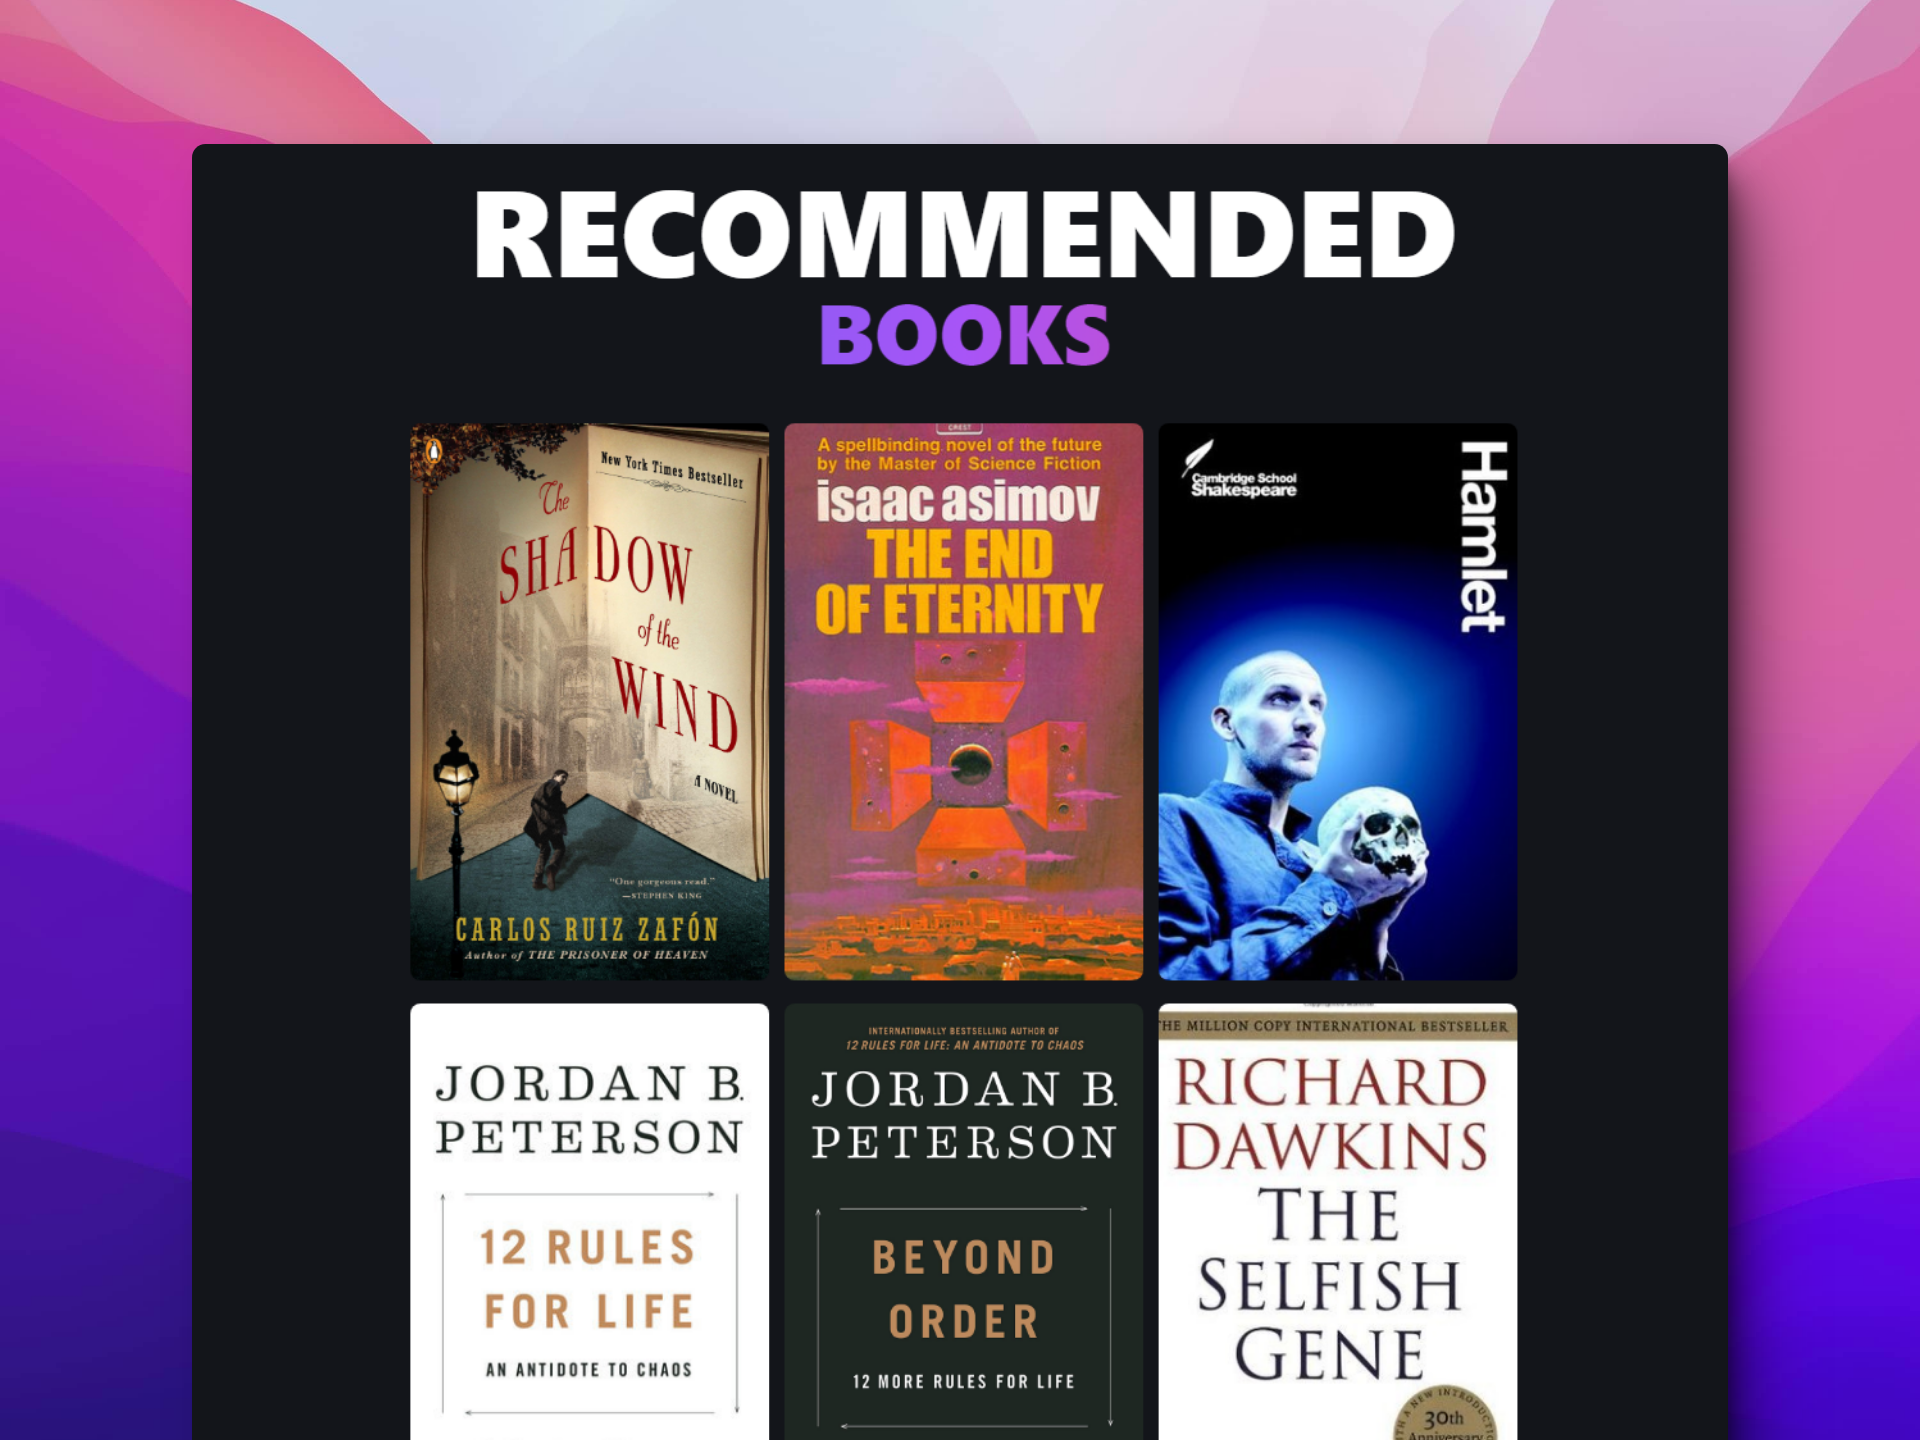 RECOMMENDED
BOOKS
New York Times Bestseller
The
SHADOW
of the
WIND
A NOVEL
"One gorgeous read."
—STEPHEN KING
CARLOS RUIZ ZAFÓN
Author of THE PRISONER OF HEAVEN
CREST
A spellbinding novel of the future
by the Master of Science Fiction
isaac asimov
THE END
OF ETERNITY
Cambridge School
Shakespeare
Hamlet
JORDAN B.
PETERSON
12 RULES
FOR LIFE
AN ANTIDOTE TO CHAOS
INTERNATIONALLY BESTSELLING AUTHOR OF
12 RULES FOR LIFE: AN ANTIDOTE TO CHAOS
JORDAN B.
PETERSON
BEYOND
ORDER
12 MORE RULES FOR LIFE
THE MILLION COPY INTERNATIONAL BESTSELLER
RICHARD
DAWKINS
THE
SELFISH
GENE
A NEW
30th
Anniversary